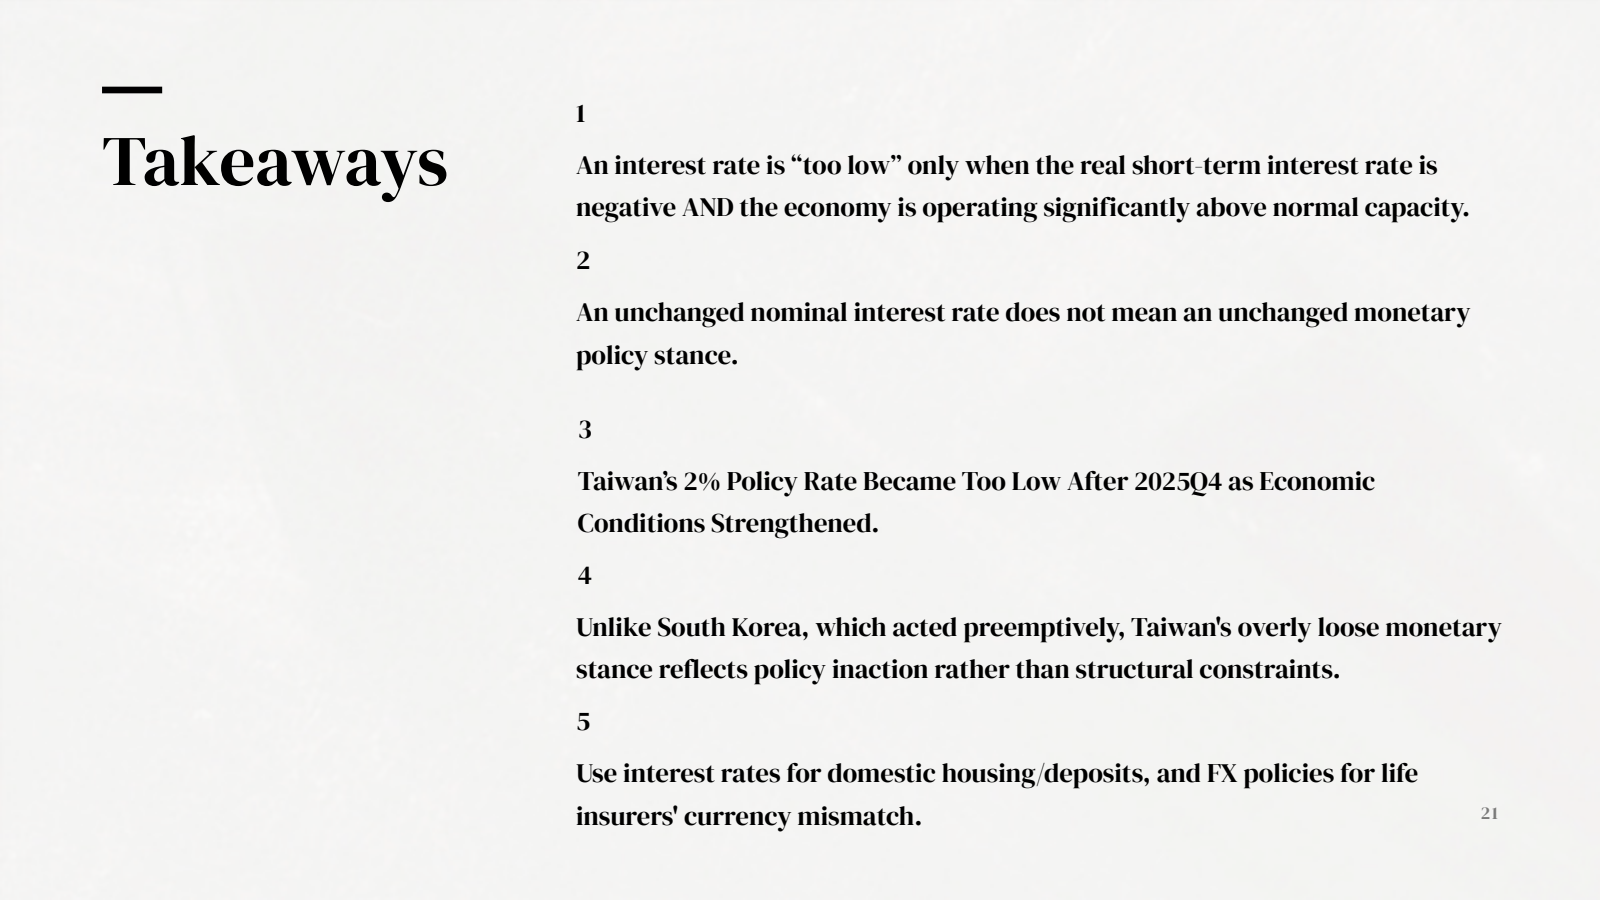 Takeaways
1
An interest rate is “too low” only when the real short-term interest rate is
negative AND the economy is operating significantly above normal capacity.
2
An unchanged nominal interest rate does not mean an unchanged monetary
policy stance.
3
Taiwan’s 2% Policy Rate Became Too Low After 2025Q4 as Economic
Conditions Strengthened.
4
Unlike South Korea, which acted preemptively, Taiwan's overly loose monetary
stance reflects policy inaction rather than structural constraints.
5
Use interest rates for domestic housing/deposits, and FX policies for life
insurers' currency mismatch.
21